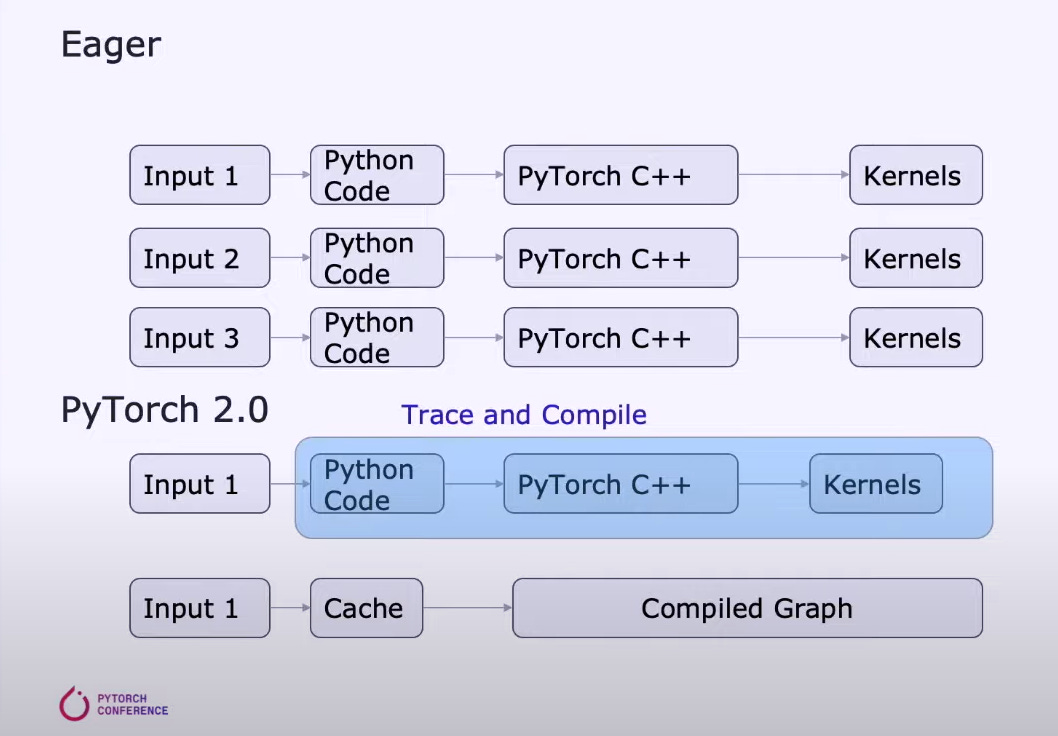 Eager
Input 1
Python
Code
PyTorch C++
Kernels
Input 2
Python
Code
PyTorch C++
Kernels
Input 3
Python
Code
PyTorch C++
Kernels
PyTorch 2.0
Trace and Compile
Input 1
Python
Code
PyTorch C++
Kernels
Input 1
Cache
Compiled Graph
PYTORCH
CONFERENCE